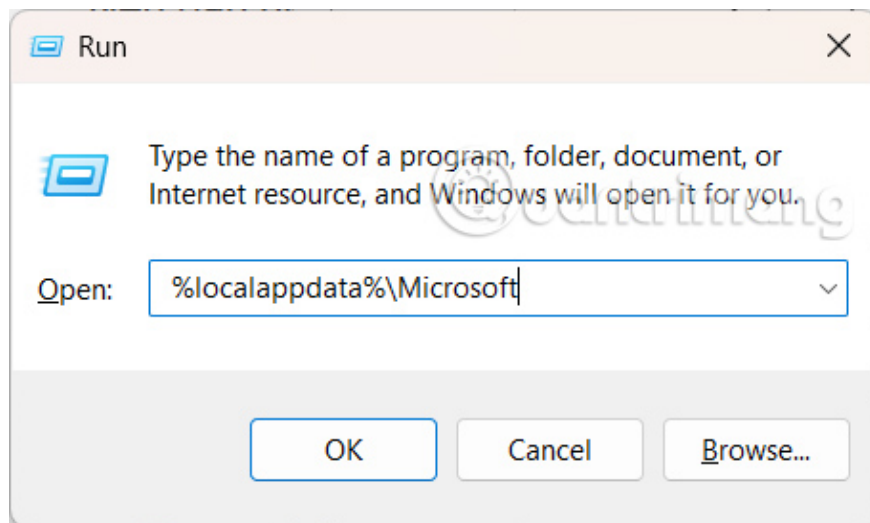 Run
Type the name of a program, folder, document, or
Internet resource, and Windows will open it for you.
Quantrimang
Open:
%localappdata%\Microsoft
OK
Cancel
Browse...